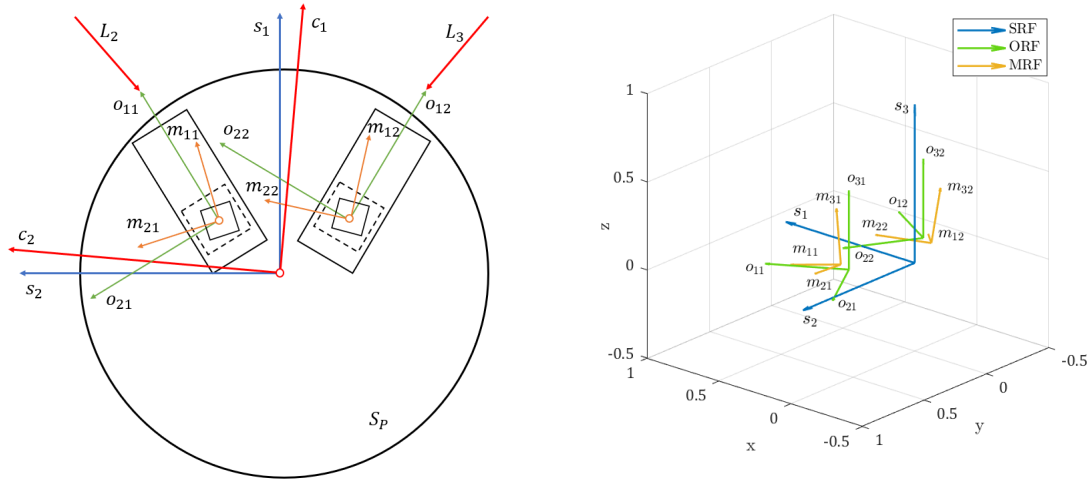 s₁
c₁
L₂
L₃
o₁₁
o₁₂
m₁₁
o₂₂
m₁₂
m₂₂
m₂₁
c₂
s₂
o₂₁
S_P
SRF
ORF
MRF
1
0.5
0
-0.5
z
s₃
o₃₂
o₃₁
m₃₁
m₃₂
o₁₂
s₁
m₂₂
m₁₂
m₁₁
o₂₂
o₁₁
m₂₁
o₂₁
s₂
1
0.5
0
-0.5
x
1
0.5
0
-0.5
y